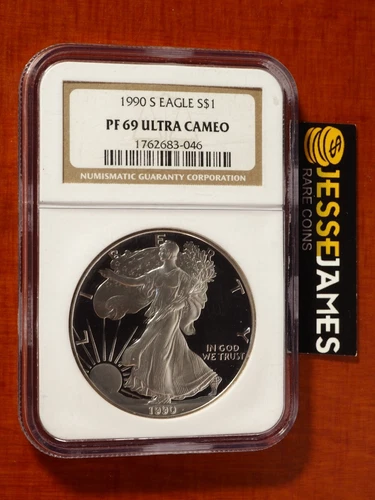 1990 S EAGLE S$1
PF 69 ULTRA CAMEO
1762683-046
NUMISMATIC GUARANTY CORPORATION
JESSE JAMES
RARE COINS
LIBERTY
IN GOD
WE TRUST
1990